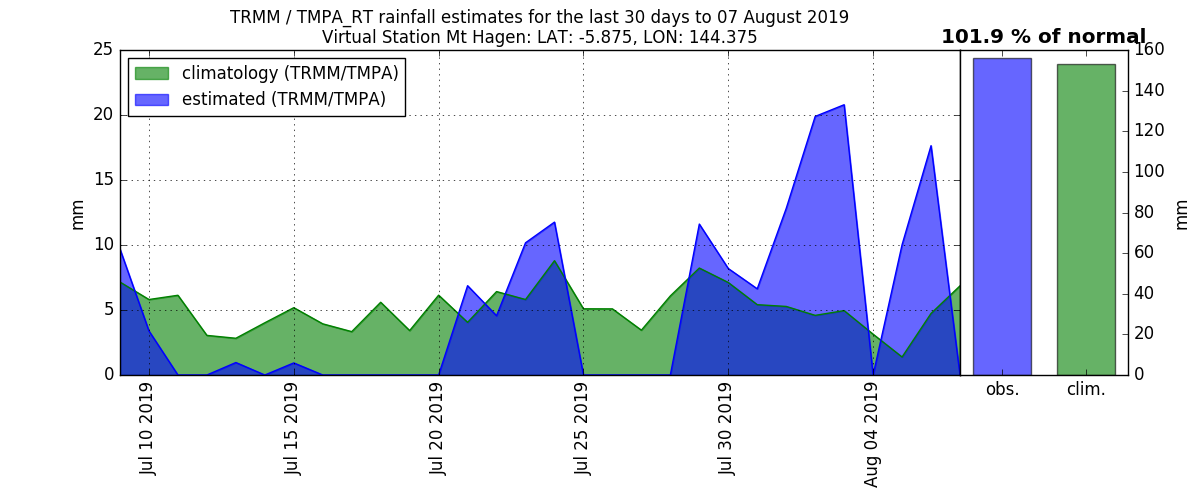 TRMM / TMPA_RT rainfall estimates for the last 30 days to 07 August 2019
Virtual Station Mt Hagen: LAT: -5.875, LON: 144.375
101.9 % of normal
climatology (TRMM/TMPA)
estimated (TRMM/TMPA)
25
20
15
10
5
0
mm
Jul 10 2019
Jul 15 2019
Jul 20 2019
Jul 25 2019
Jul 30 2019
Aug 04 2019
obs.
clim.
160
140
120
100
80
60
40
20
0
mm